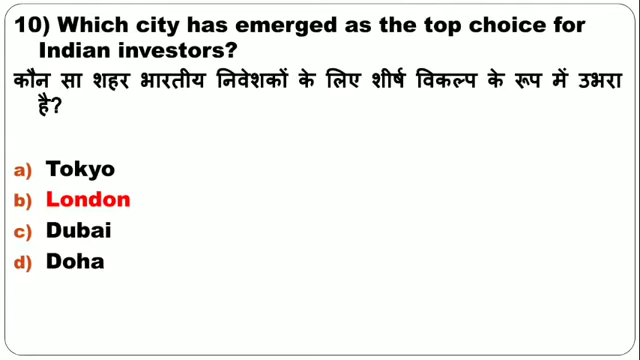 10) Which city has emerged as the top choice for
Indian investors?
कौन सा शहर भारतीय निवेशकों के लिए शीर्ष विकल्प के रूप में उभरा
है?
a) Tokyo
b) London
c) Dubai
d) Doha